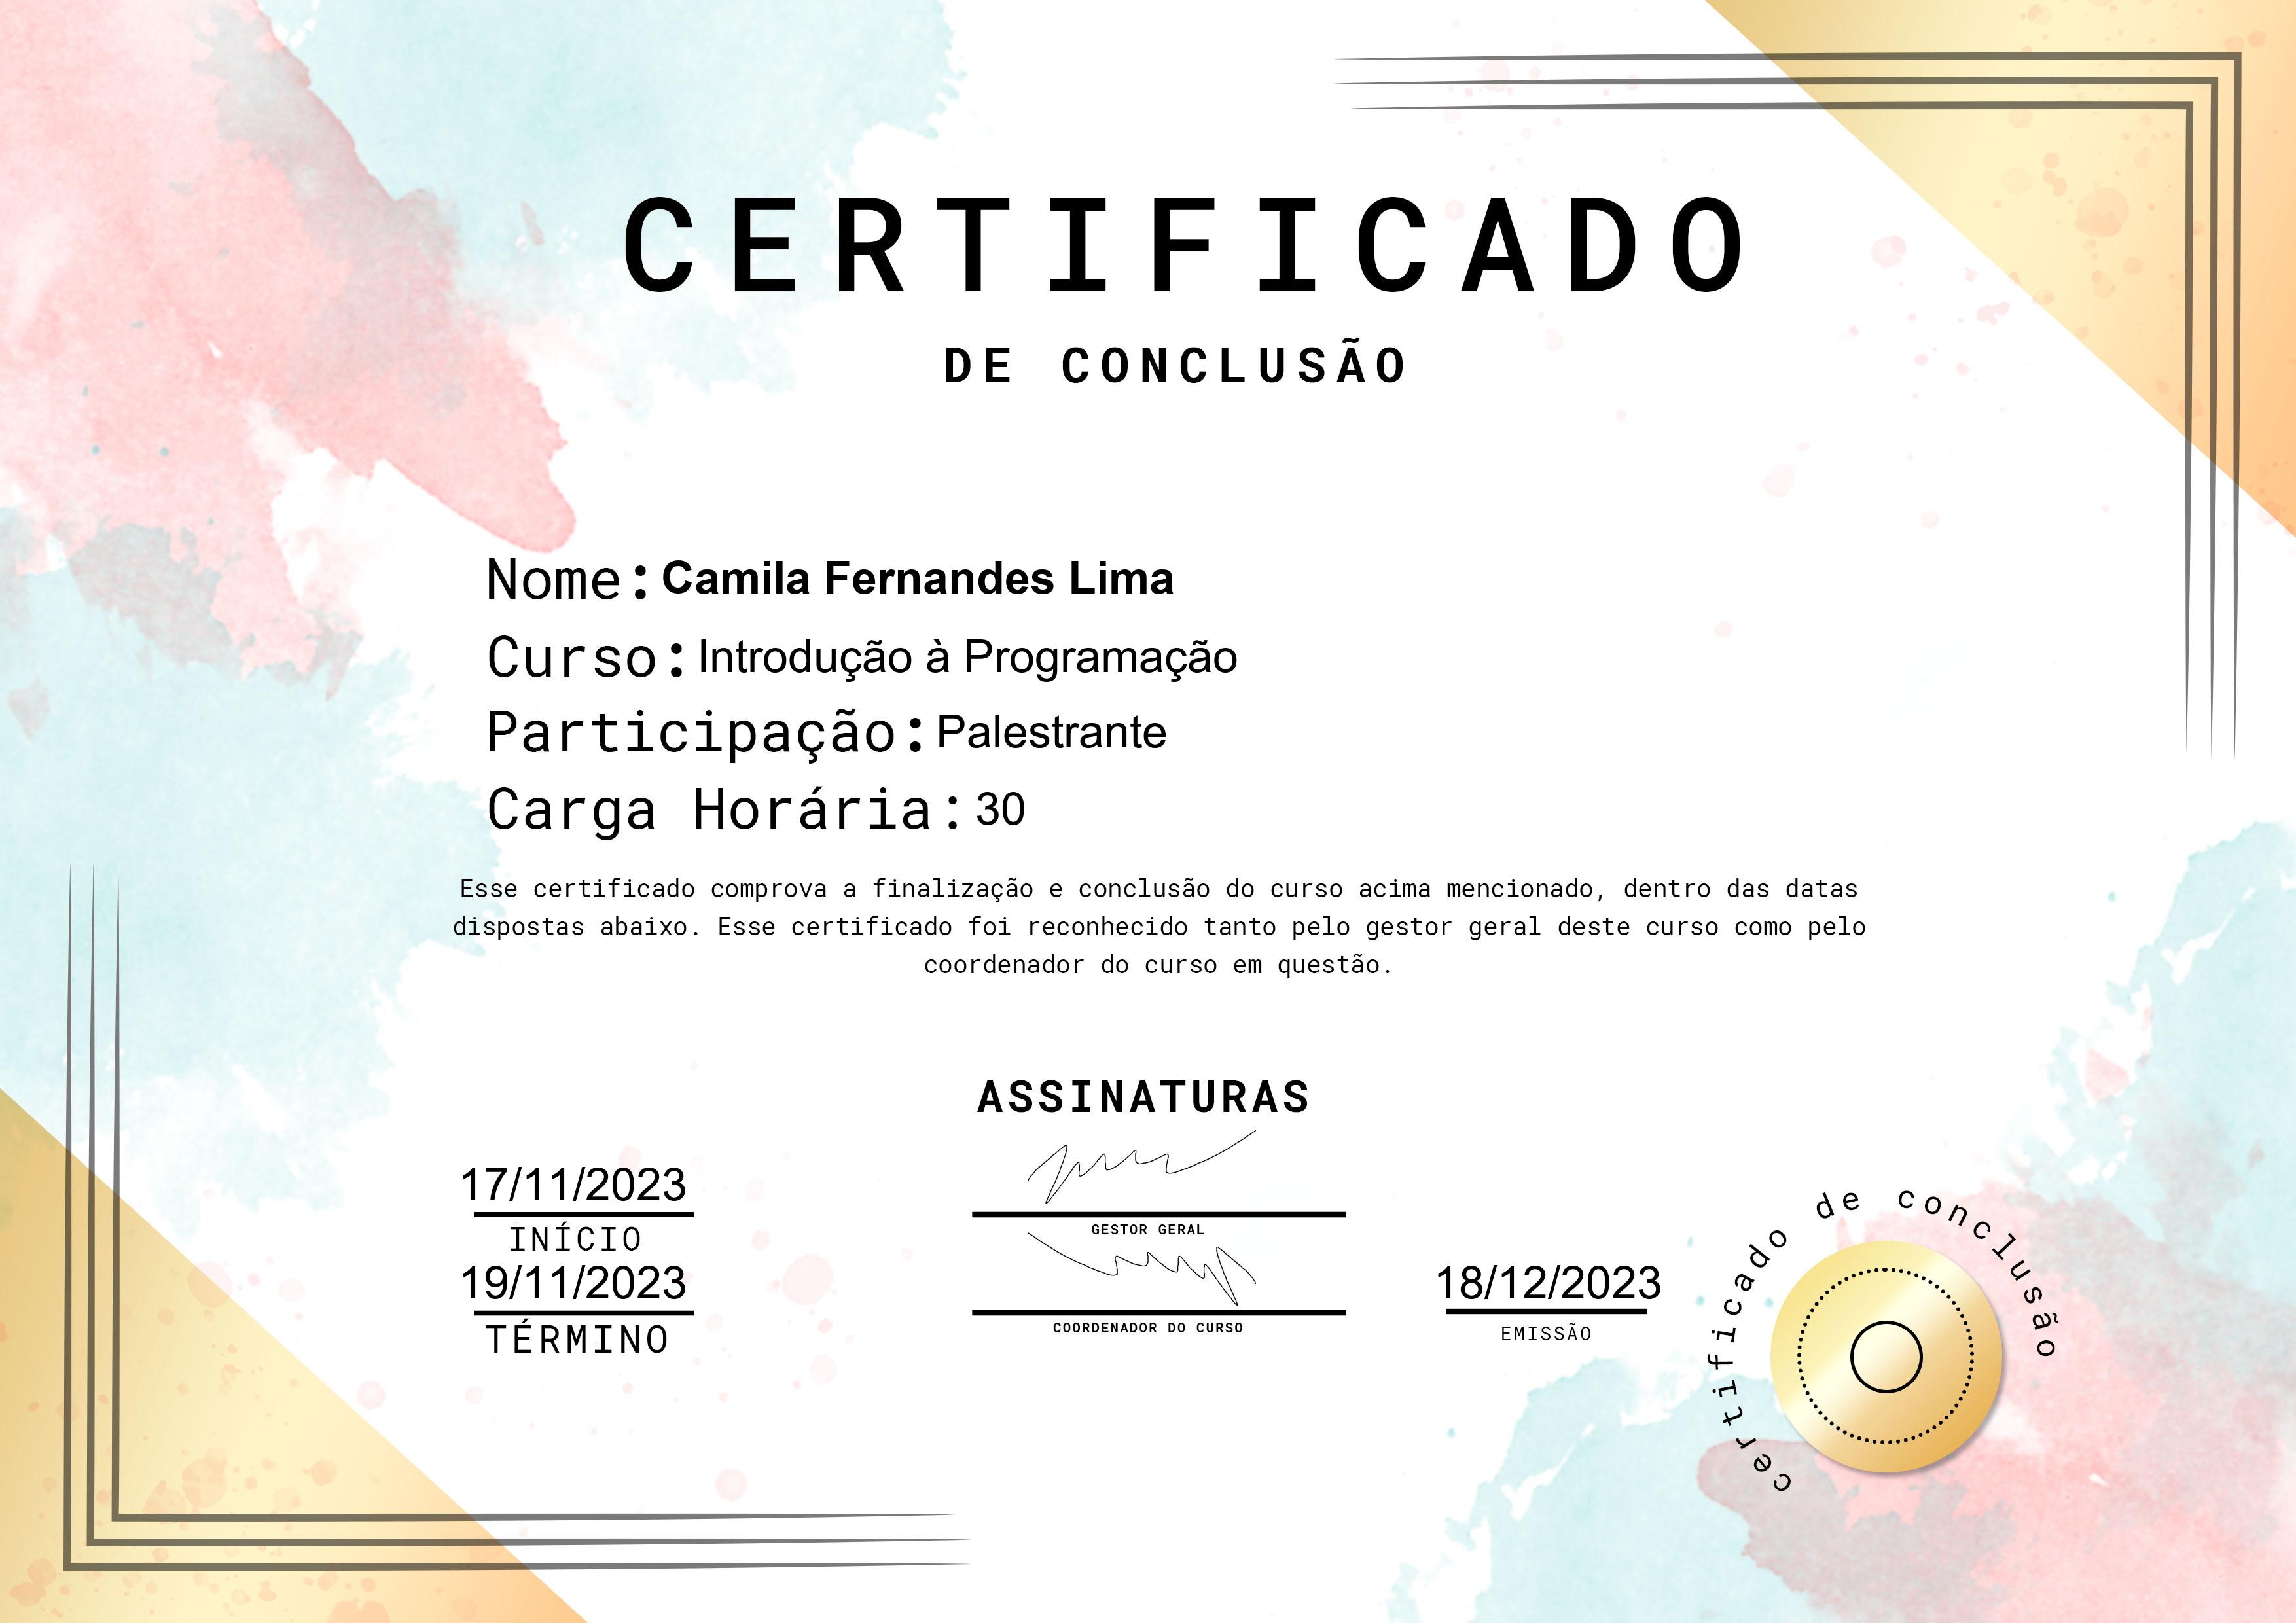 CERTIFICADO
DE CONCLUSÃO
Nome: Camila Fernandes Lima
Curso: Introdução à Programação
Participação: Palestrante
Carga Horária: 30
Esse certificado comprova a finalização e conclusão do curso acima mencionado, dentro das datas
dispostas abaixo. Esse certificado foi reconhecido tanto pelo gestor geral deste curso como pelo
coordenador do curso em questão.
ASSINATURAS
17/11/2023
INÍCIO
19/11/2023
TÉRMINO
GESTOR GERAL
COORDENADOR DO CURSO
18/12/2023
EMISSÃO
certificado de conclusão